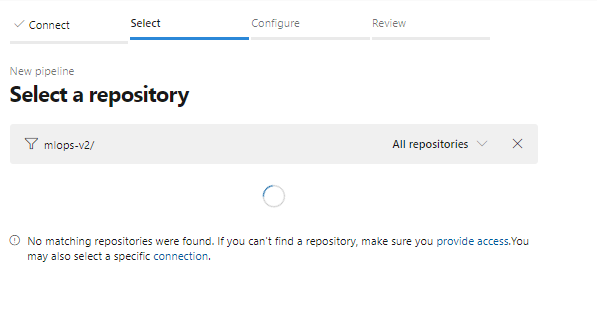 Connect Select Configure Review
New pipeline
Select a repository
mlops-v2/ All repositories
No matching repositories were found. If you can't find a repository, make sure you provide access.You
may also select a specific connection.